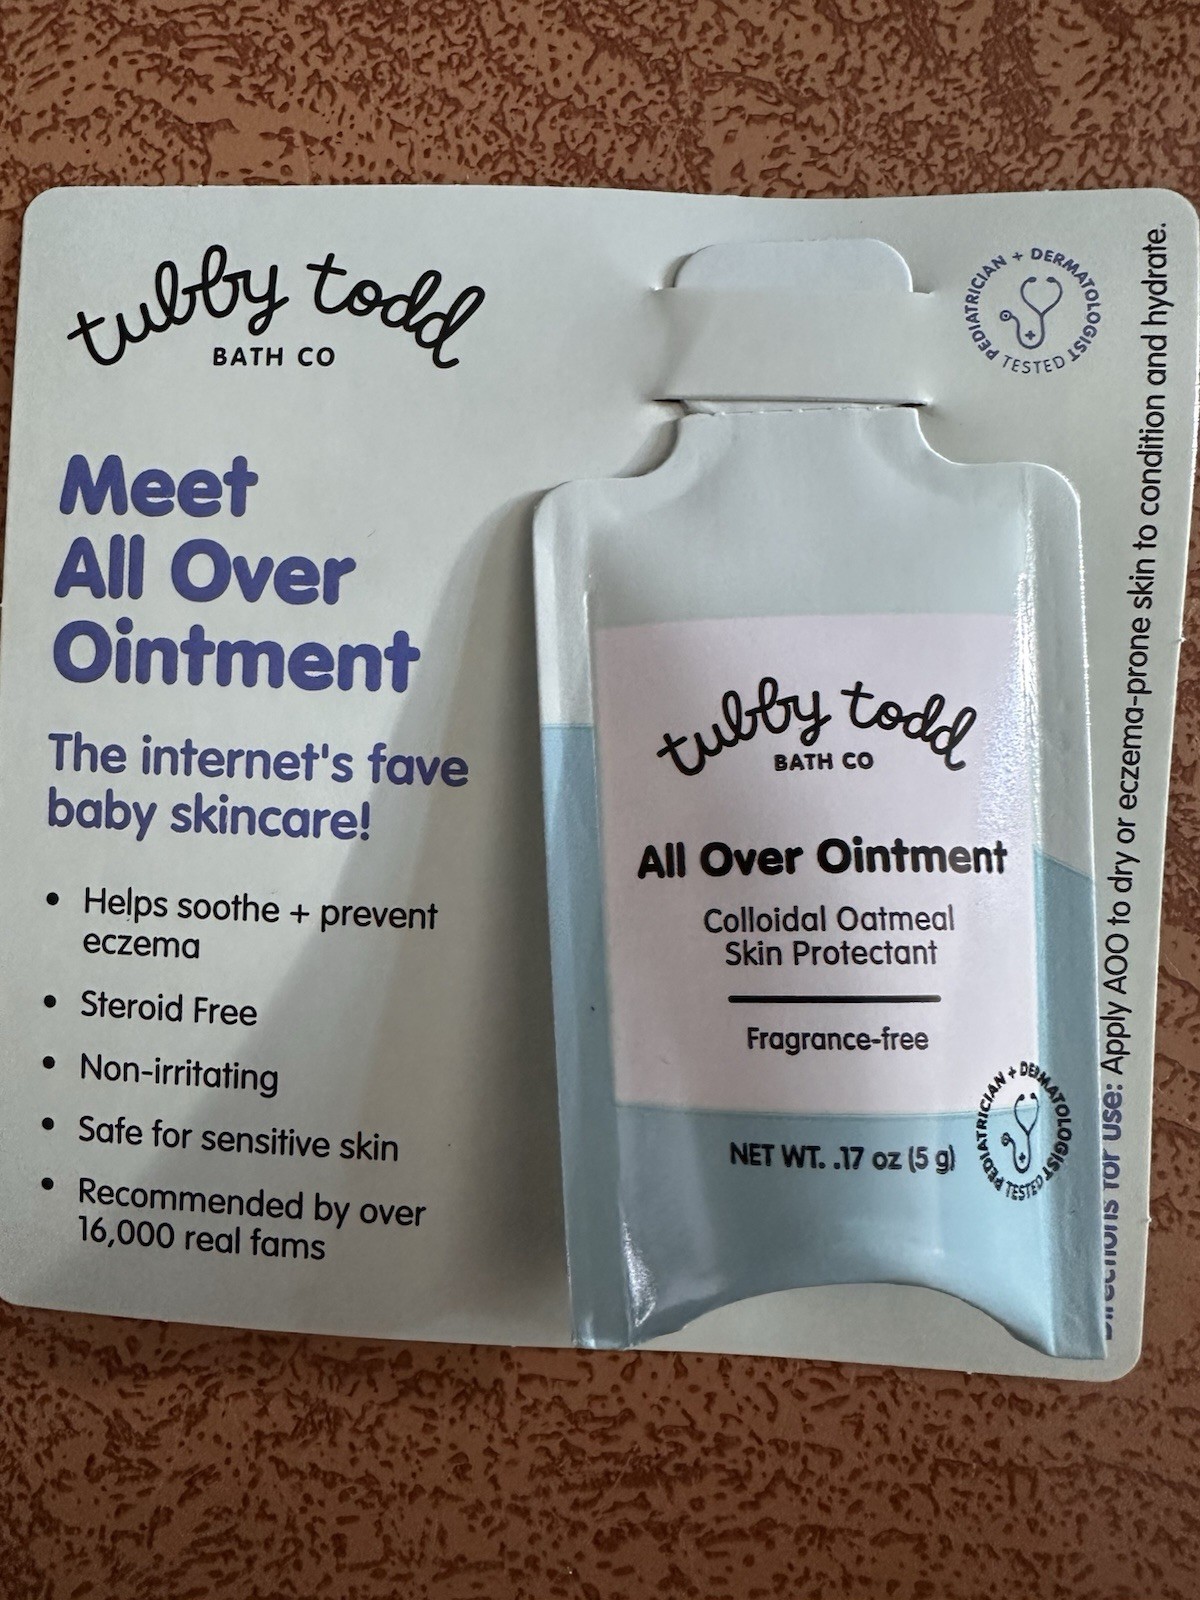 tubby todd
BATH CO
PEDIATRICIAN + DERMATOLOGIST TESTED
Meet
All Over
Ointment
The internet's fave
baby skincare!
• Helps soothe + prevent
eczema
• Steroid Free
• Non-irritating
• Safe for sensitive skin
• Recommended by over
16,000 real fams
tubby todd
BATH CO
All Over Ointment
Colloidal Oatmeal
Skin Protectant
Fragrance-free
NET WT. .17 oz (5 g)
PEDIATRICIAN + DERMATOLOGIST TESTED
Directions for use: Apply AOO to dry or eczema-prone skin to condition and hydrate.